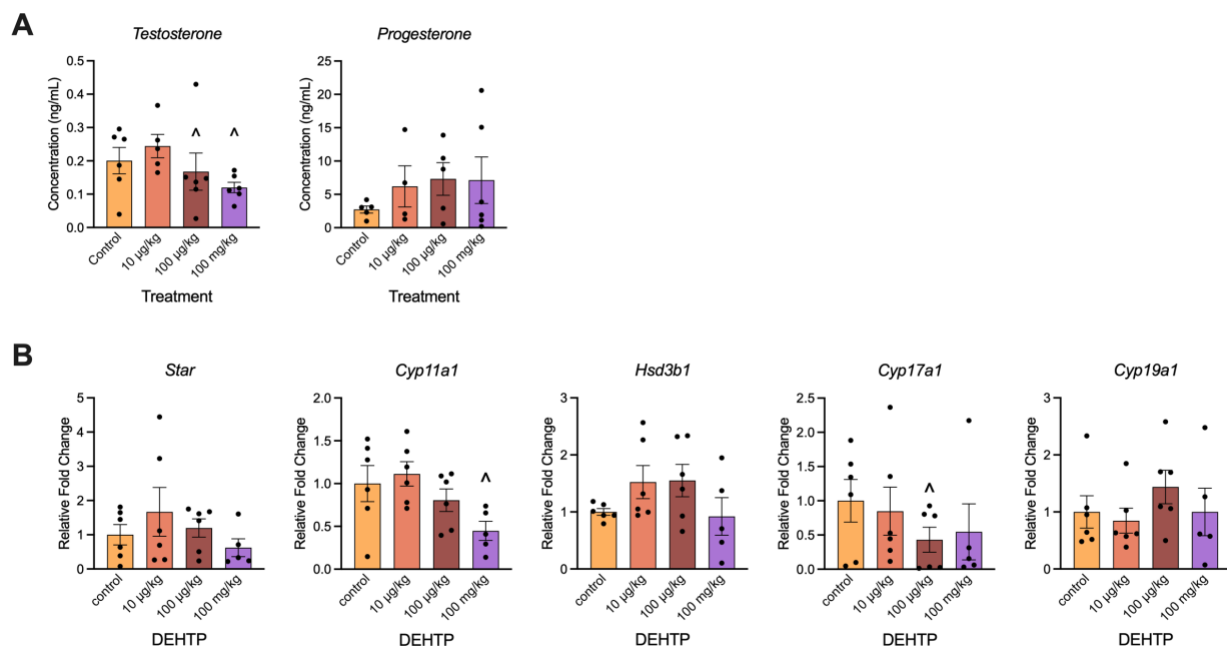 A
Testosterone
Progesterone
Concentration (ng/mL)
0.5
0.4
0.3
0.2
0.1
0.0
^
^
Control
10 µg/kg
100 µg/kg
100 mg/kg
Treatment
Concentration (ng/mL)
25
20
15
10
5
0
Control
10 µg/kg
100 µg/kg
100 mg/kg
Treatment
B
Star
Cyp11a1
Hsd3b1
Cyp17a1
Cyp19a1
Relative Fold Change
5
4
3
2
1
0
control
10 µg/kg
100 µg/kg
100 mg/kg
DEHTP
Relative Fold Change
2.0
1.5
1.0
0.5
0.0
^
control
10 µg/kg
100 µg/kg
100 mg/kg
DEHTP
Relative Fold Change
3
2
1
0
control
10 µg/kg
100 µg/kg
100 mg/kg
DEHTP
Relative Fold Change
2.5
2.0
1.5
1.0
0.5
0.0
^
control
10 µg/kg
100 µg/kg
100 mg/kg
DEHTP
Relative Fold Change
3
2
1
0
control
10 µg/kg
100 µg/kg
100 mg/kg
DEHTP